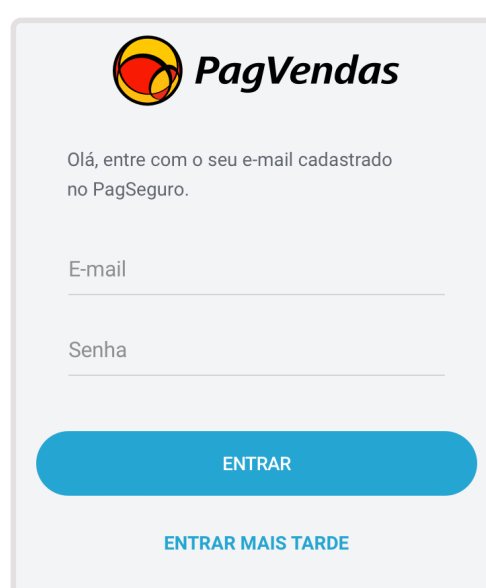 PagVendas
Olá, entre com o seu e-mail cadastrado
no PagSeguro.
E-mail
Senha
ENTRAR
ENTRAR MAIS TARDE